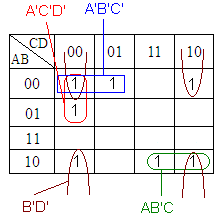 A'C'D' A'B'C'
CD
AB 00 01 11 10
00 1 1 1
01 1
11
10 1 1 1
B'D' AB'C